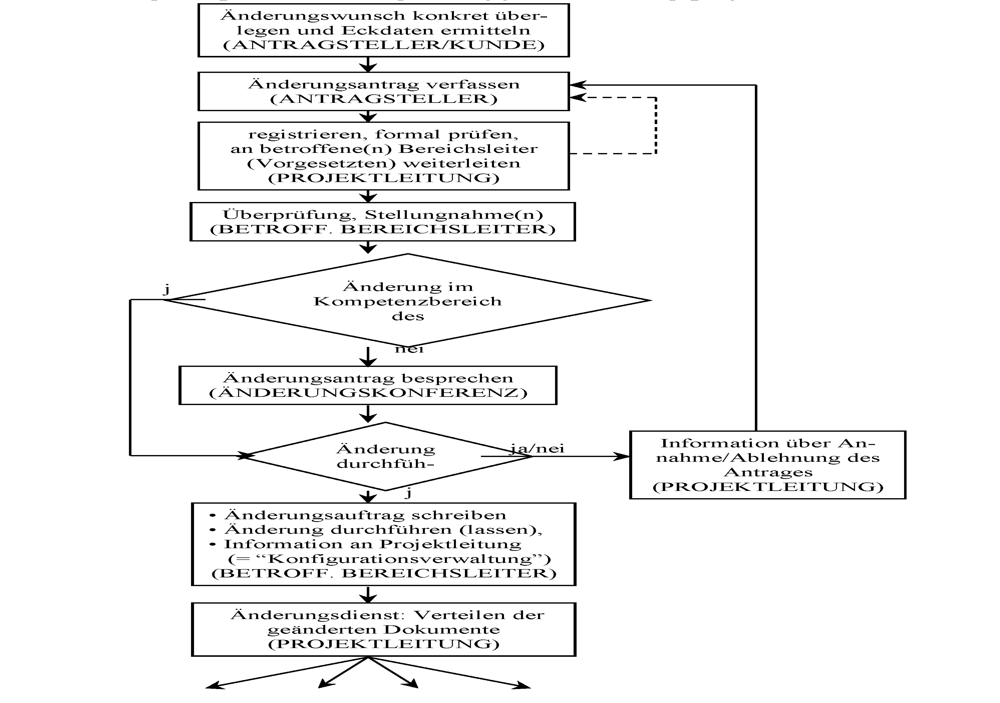 Änderungswunsch konkret über-
legen und Eckdaten ermitteln
(ANTRAGSTELLER/KUNDE)
Änderungsantrag verfassen
(ANTRAGSTELLER)
registrieren, formal prüfen,
an betroffene(n) Bereichsleiter
(Vorgesetzten) weiterleiten
(PROJEKTLEITUNG)
Überprüfung, Stellungnahme(n)
(BETROFF. BEREICHSLEITER)
j
Änderung im
Kompetenzbereich
des
nei
Änderungsantrag besprechen
(ÄNDERUNGSKONFERENZ)
Änderung
durchfüh-
ja/nei
Information über An-
nahme/Ablehnung des
Antrages
(PROJEKTLEITUNG)
j
• Änderungsauftrag schreiben
• Änderung durchführen (lassen),
• Information an Projektleitung
(= “Konfigurationsverwaltung”)
(BETROFF. BEREICHSLEITER)
Änderungsdienst: Verteilen der
geänderten Dokumente
(PROJEKTLEITUNG)